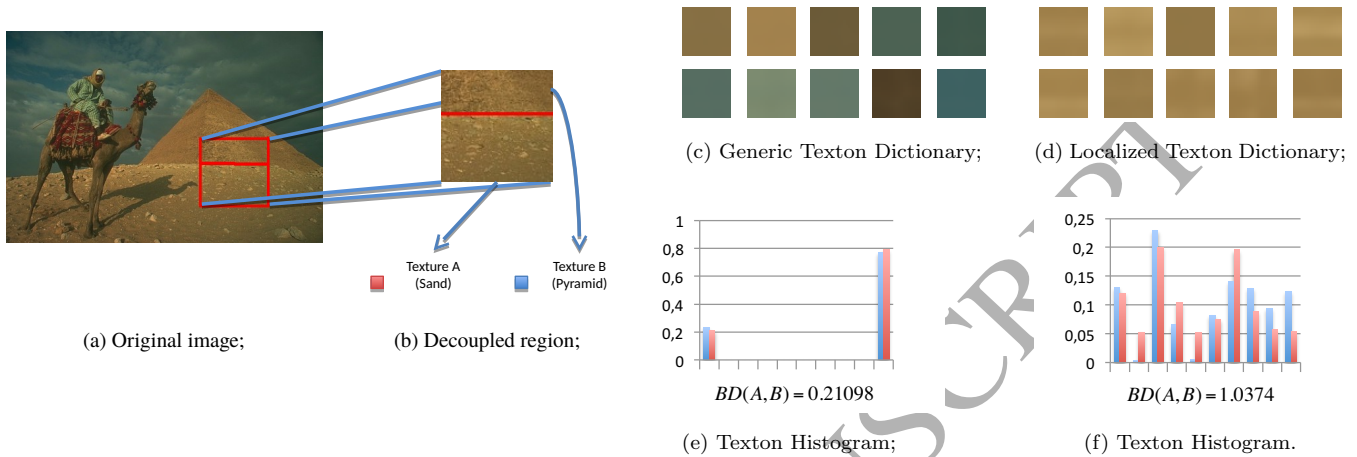 Texture A
(Sand)
Texture B
(Pyramid)
(a) Original image;
(b) Decoupled region;
(c) Generic Texton Dictionary;
(d) Localized Texton Dictionary;
1
0,8
0,6
0,4
0,2
0
BD(A,B) = 0.21098
(e) Texton Histogram;
0,25
0,2
0,15
0,1
0,05
0
BD(A,B) = 1.0374
(f) Texton Histogram.
NUSCRIPT